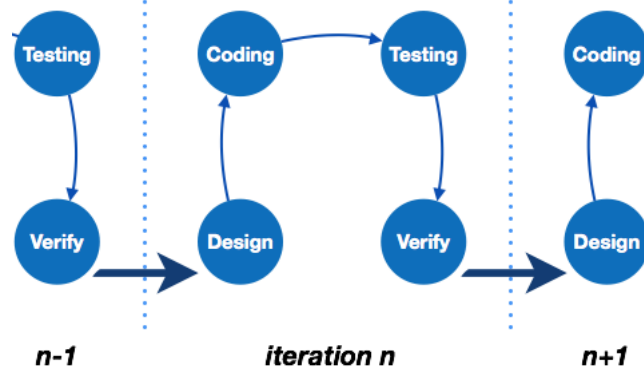 Testing
Coding
Testing
Coding
Verify
Design
Verify
Design
n-1
iteration n
n+1